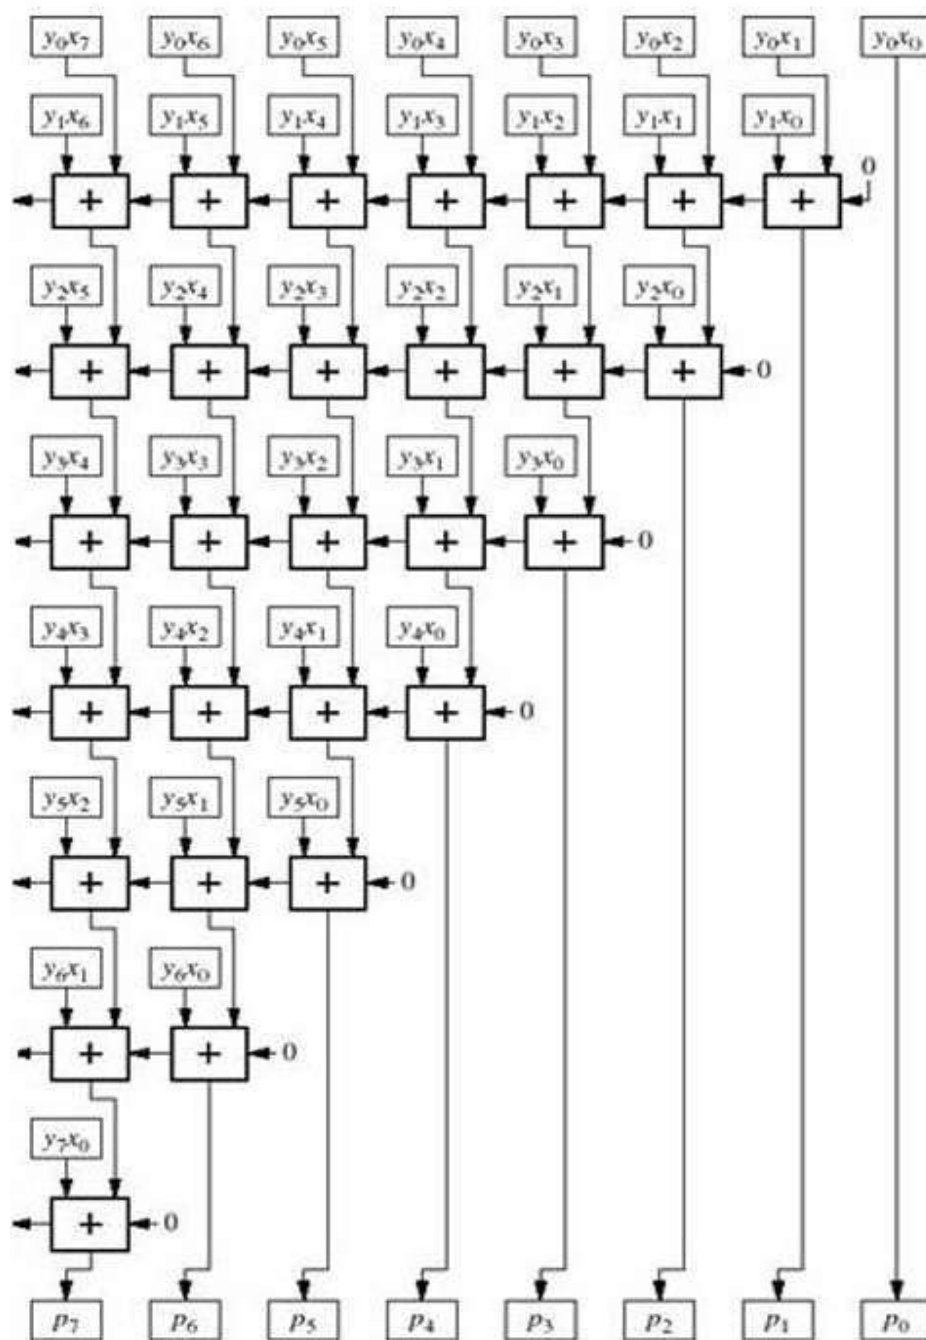 y₀x₇ y₀x₆ y₀x₅ y₀x₄ y₀x₃ y₀x₂ y₀x₁ y₀x₀
y₁x₆ y₁x₅ y₁x₄ y₁x₃ y₁x₂ y₁x₁ y₁x₀
0
+ + + + + + +
y₂x₅ y₂x₄ y₂x₃ y₂x₂ y₂x₁ y₂x₀
+ + + + + + 0
y₃x₄ y₃x₃ y₃x₂ y₃x₁ y₃x₀
+ + + + + 0
y₄x₃ y₄x₂ y₄x₁ y₄x₀
+ + + + 0
y₅x₂ y₅x₁ y₅x₀
+ + + 0
y₆x₁ y₆x₀
+ + 0
y₇x₀
+ 0
p₇ p₆ p₅ p₄ p₃ p₂ p₁ p₀